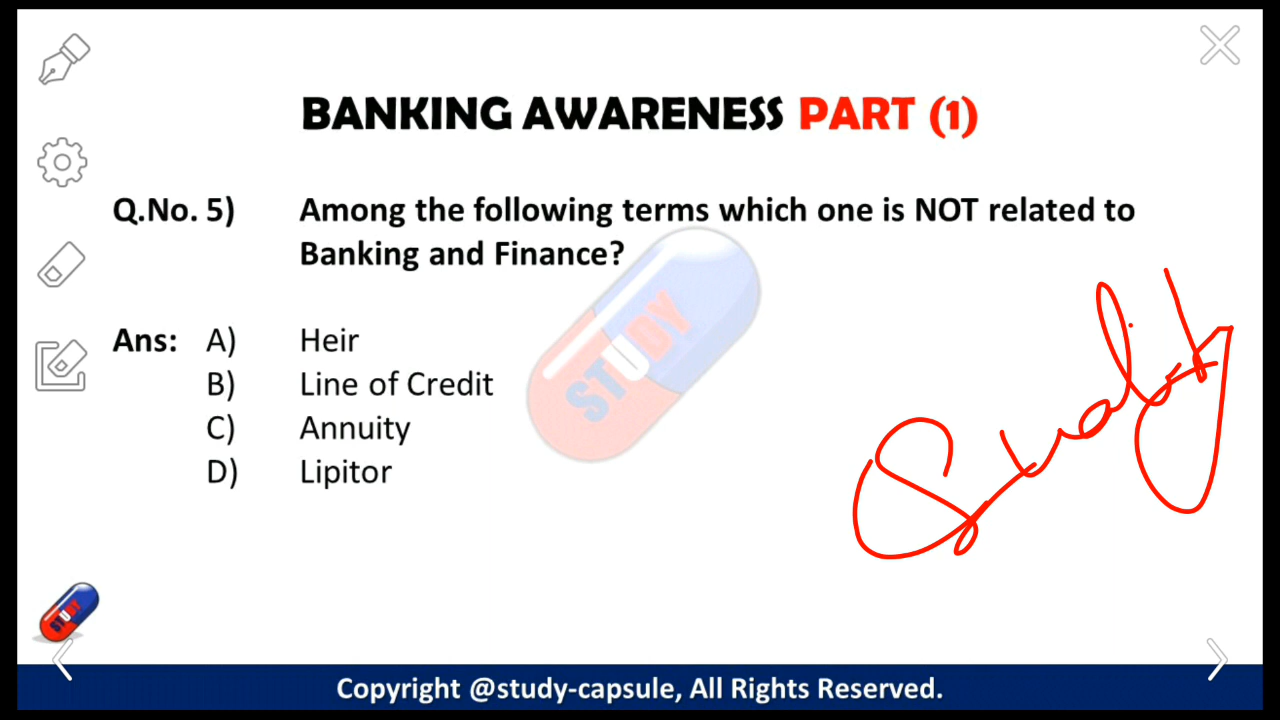 BANKING AWARENESS PART (1)
Q.No. 5) Among the following terms which one is NOT related to
Banking and Finance?
Ans: A) Heir
B) Line of Credit
C) Annuity
D) Lipitor
STUDY
STUDY
Copyright @study-capsule, All Rights Reserved.